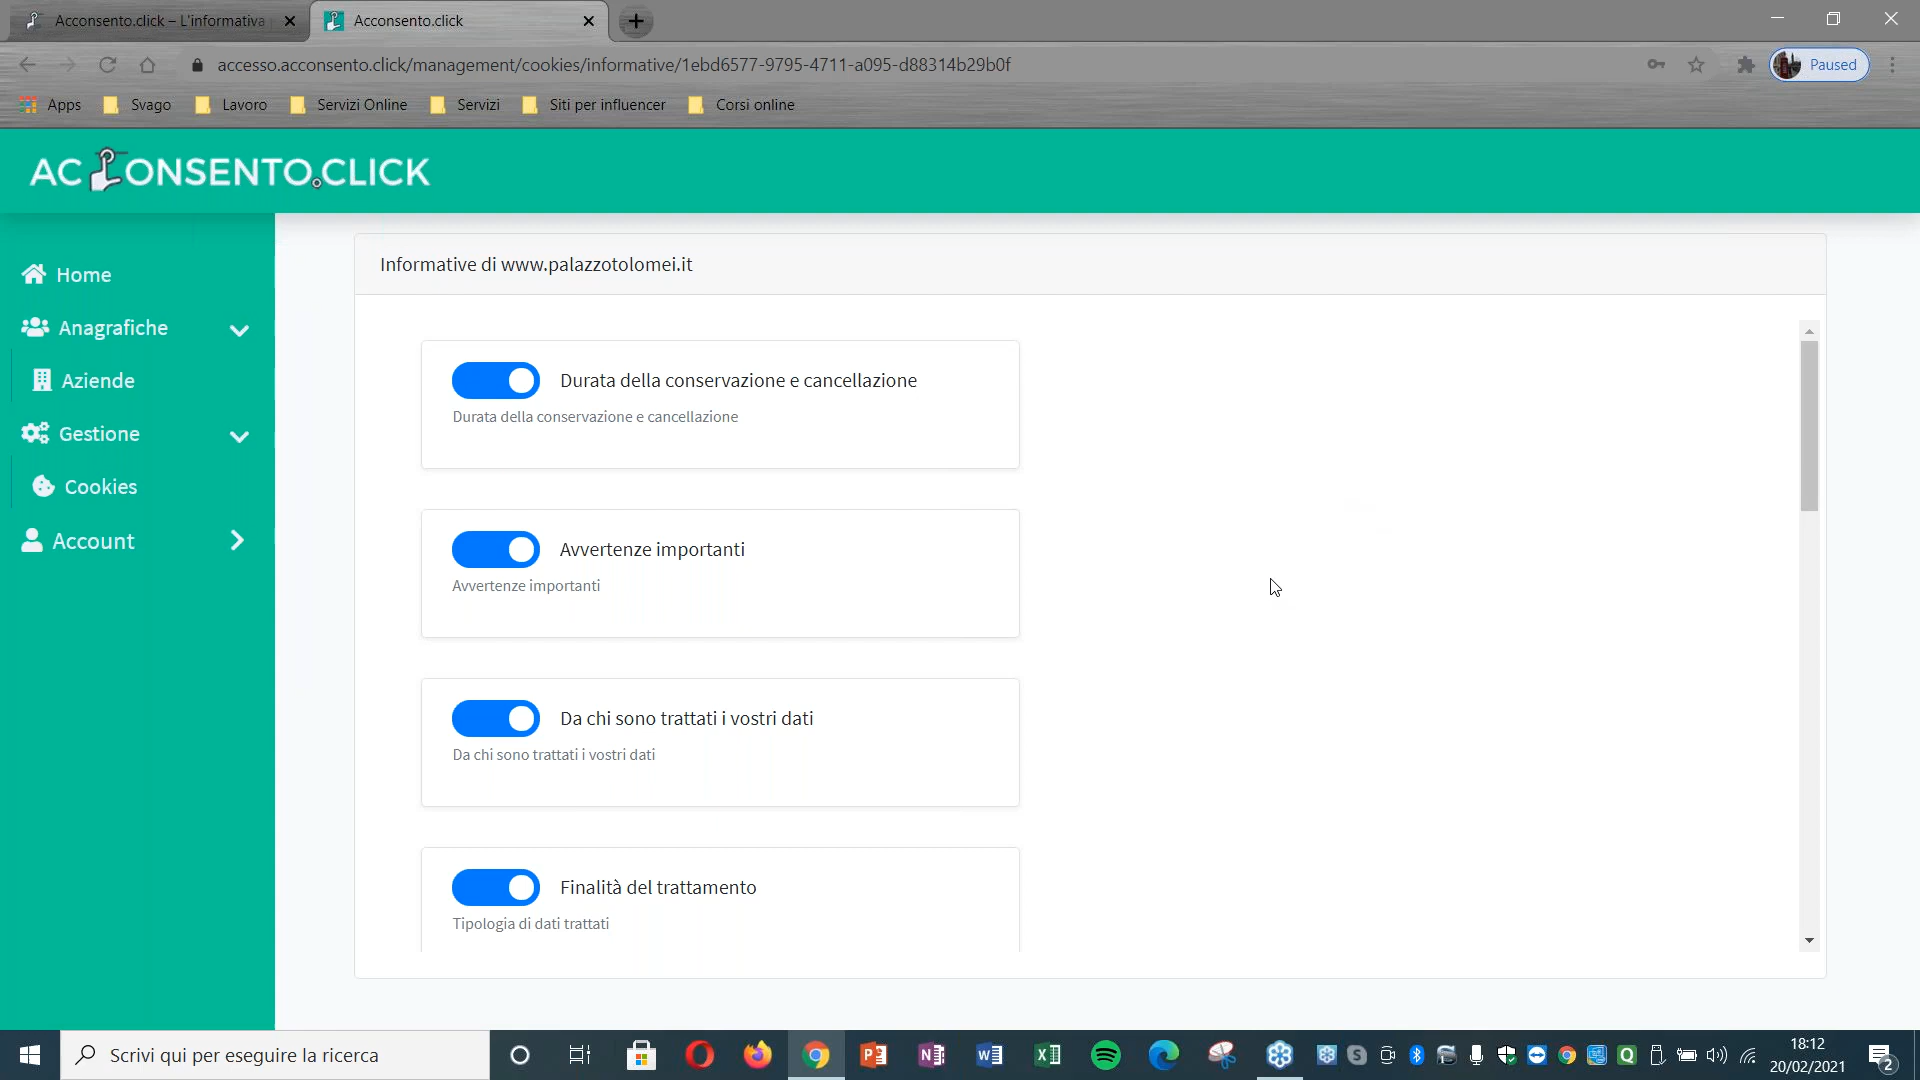 Acconsento.click – L'informativa
Acconsento.click
accesso.acconsento.click/management/cookies/informative/1ebd6577-9795-4711-a095-d88314b29b0f
Paused
Apps
Svago
Lavoro
Servizi Online
Servizi
Siti per influencer
Corsi online
ACCONSENTO.CLICK
Home
Anagrafiche
Aziende
Gestione
Cookies
Account
Informative di www.palazzotolomei.it
Durata della conservazione e cancellazione
Durata della conservazione e cancellazione
Avvertenze importanti
Avvertenze importanti
Da chi sono trattati i vostri dati
Da chi sono trattati i vostri dati
Finalità del trattamento
Tipologia di dati trattati
Scrivi qui per eseguire la ricerca
18:12
20/02/2021
2